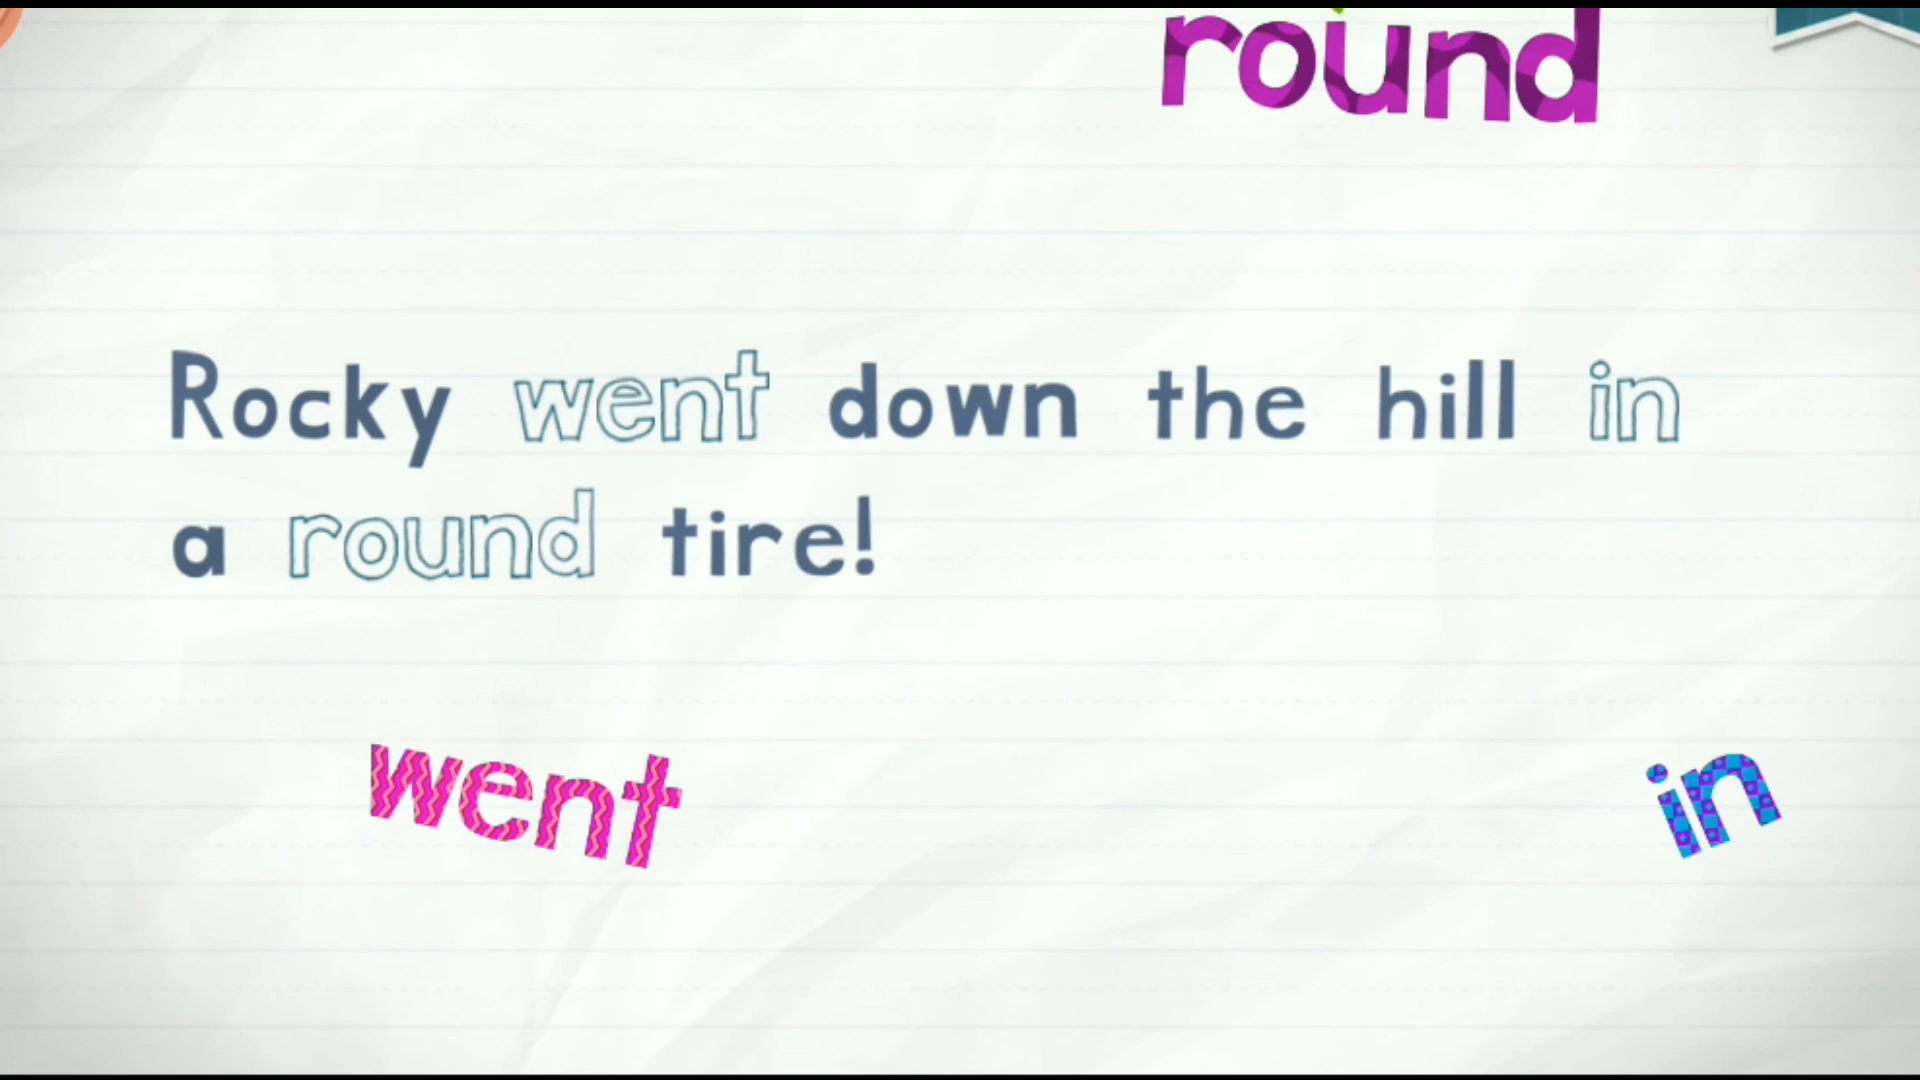 round
Rocky went down the hill in
a round tire!
went
in